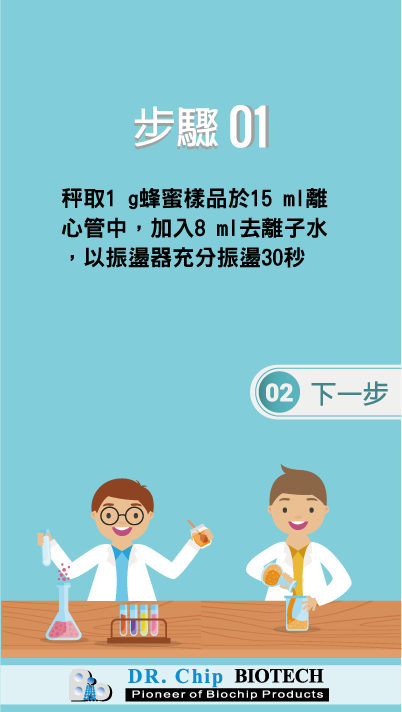 步驟 01
秤取1 g蜂蜜樣品於15 ml離
心管中，加入8 ml去離子水
，以振盪器充分振盪30秒
02 下一步
DR. Chip BIOTECH
Pioneer of Biochip Products